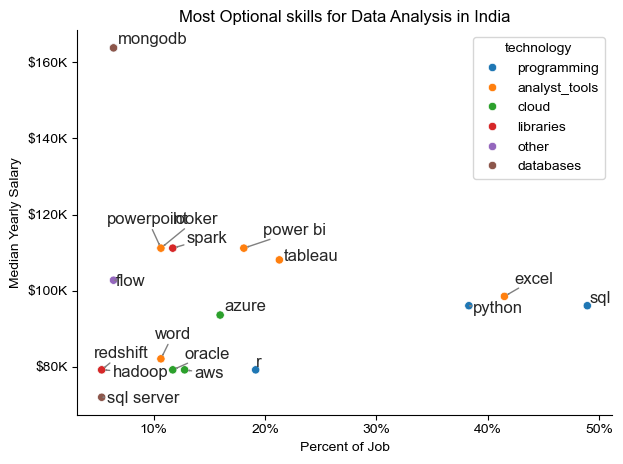 Most Optional skills for Data Analysis in India
mongodb
technology
programming
analyst_tools
cloud
libraries
other
databases
$160K
$140K
$120K
$100K
$80K
Median Yearly Salary
powerpoint
looker
spark
power bi
tableau
flow
azure
excel
python
sql
word
redshift
hadoop
oracle
aws
r
sql server
10%
20%
30%
40%
50%
Percent of Job